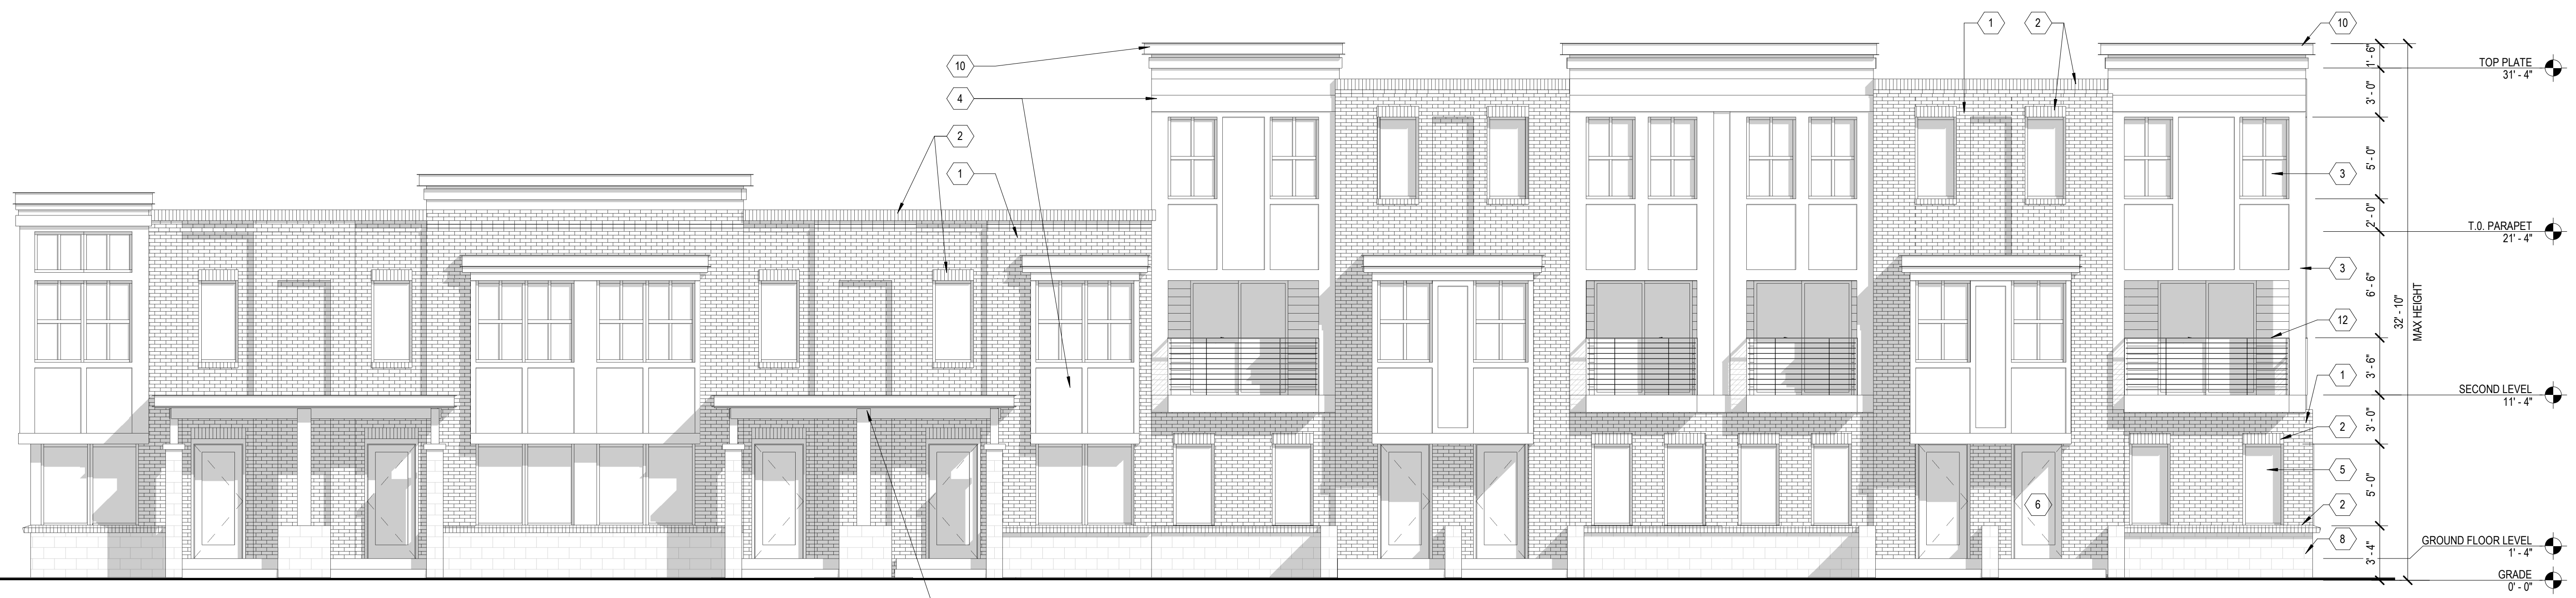 1
2
10
10
4
2
1
3
3
12
1
2
5
2
6
8
1' - 6"
3' - 0"
5' - 0"
2' - 0"
6' - 6"
3' - 6"
3' - 0"
5' - 0"
3' - 4"
32' - 10"
MAX HEIGHT
TOP PLATE
31' - 4"
T.0. PARAPET
21' - 4"
SECOND LEVEL
11' - 4"
GROUND FLOOR LEVEL
1' - 4"
GRADE
0' - 0"